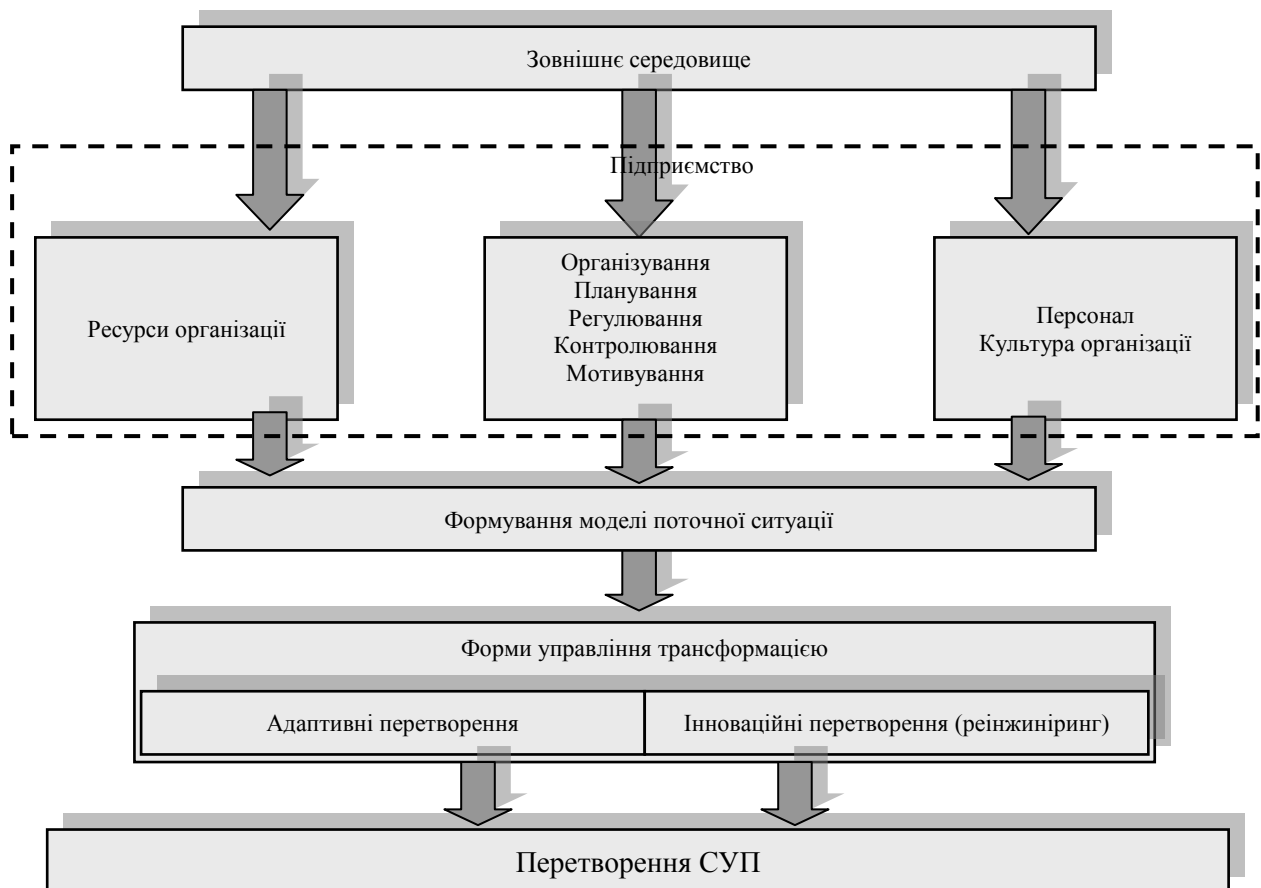 Зовнішнє середовище
Підприємство
Ресурси організації
Організування
Планування
Регулювання
Контролювання
Мотивування
Персонал
Культура організації
Формування моделі поточної ситуації
Форми управління трансформацією
Адаптивні перетворення
Інноваційні перетворення (реінжиніринг)
Перетворення СУП